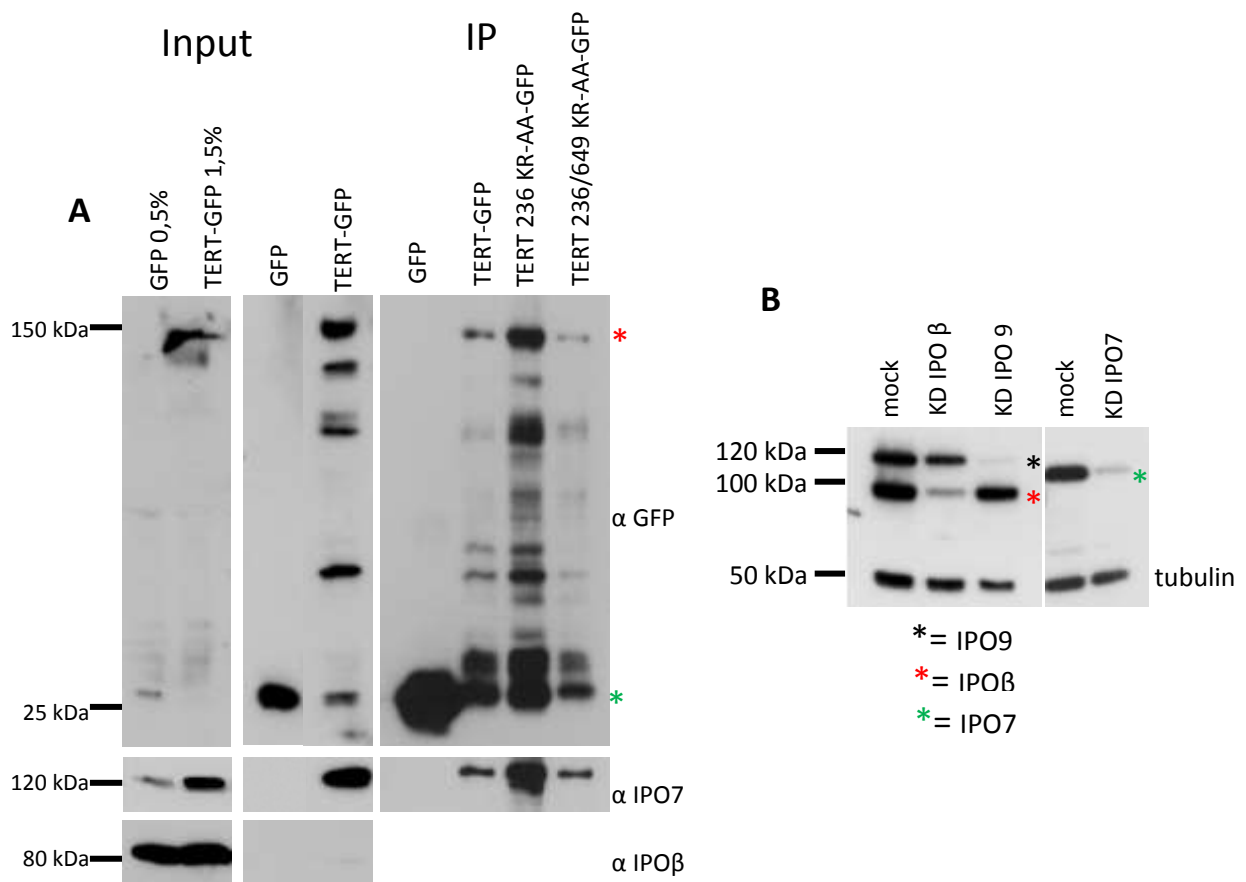 Input
IP
A
GFP 0,5%
TERT-GFP 1,5%
GFP
TERT-GFP
GFP
TERT-GFP
TERT 236 KR-AA-GFP
TERT 236/649 KR-AA-GFP
150 kDa
*
α GFP
25 kDa
*
120 kDa
α IPO7
80 kDa
α IPOβ
B
mock
KD IPO β
KD IPO 9
mock
KD IPO7
120 kDa
*
100 kDa
*
*
50 kDa
tubulin
*= IPO9
*= IPOβ
*= IPO7